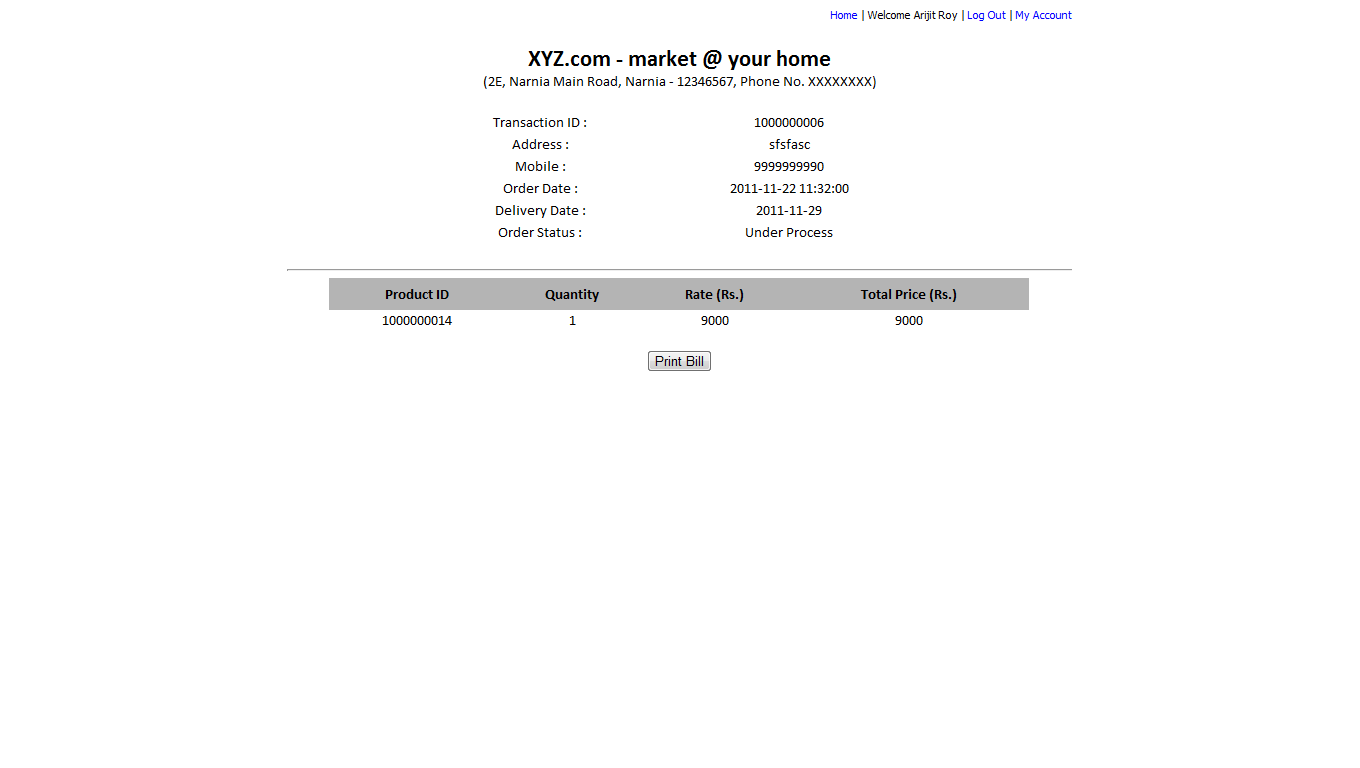 Home | Welcome Arijit Roy | Log Out | My Account
XYZ.com - market @ your home
(2E, Narnia Main Road, Narnia - 12346567, Phone No. XXXXXXXX)
Transaction ID : 1000000006
Address : sfsfasc
Mobile : 9999999990
Order Date : 2011-11-22 11:32:00
Delivery Date : 2011-11-29
Order Status : Under Process
Product ID Quantity Rate (Rs.) Total Price (Rs.)
1000000014 1 9000 9000
Print Bill